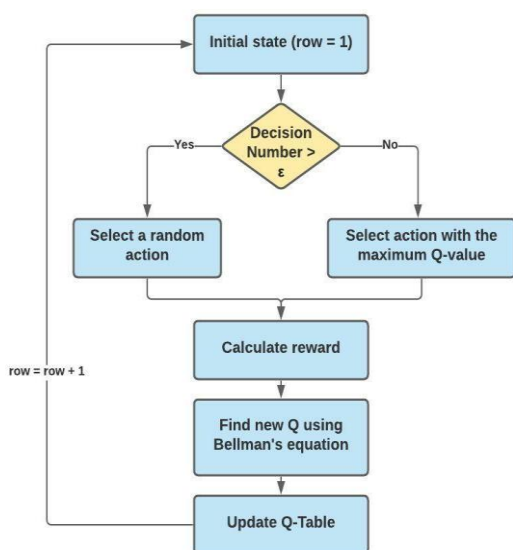 Initial state (row = 1)
Decision
Number >
ε
Yes
No
Select a random
action
Select action with the
maximum Q-value
Calculate reward
row = row + 1
Find new Q using
Bellman's equation
Update Q-Table